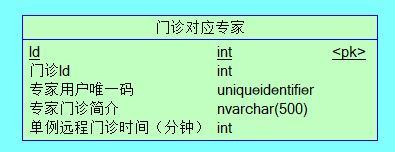 门诊对应专家
Id int <pk>
门诊Id int
专家用户唯一码 uniqueidentifier
专家门诊简介 nvarchar(500)
单例远程门诊时间（分钟） int